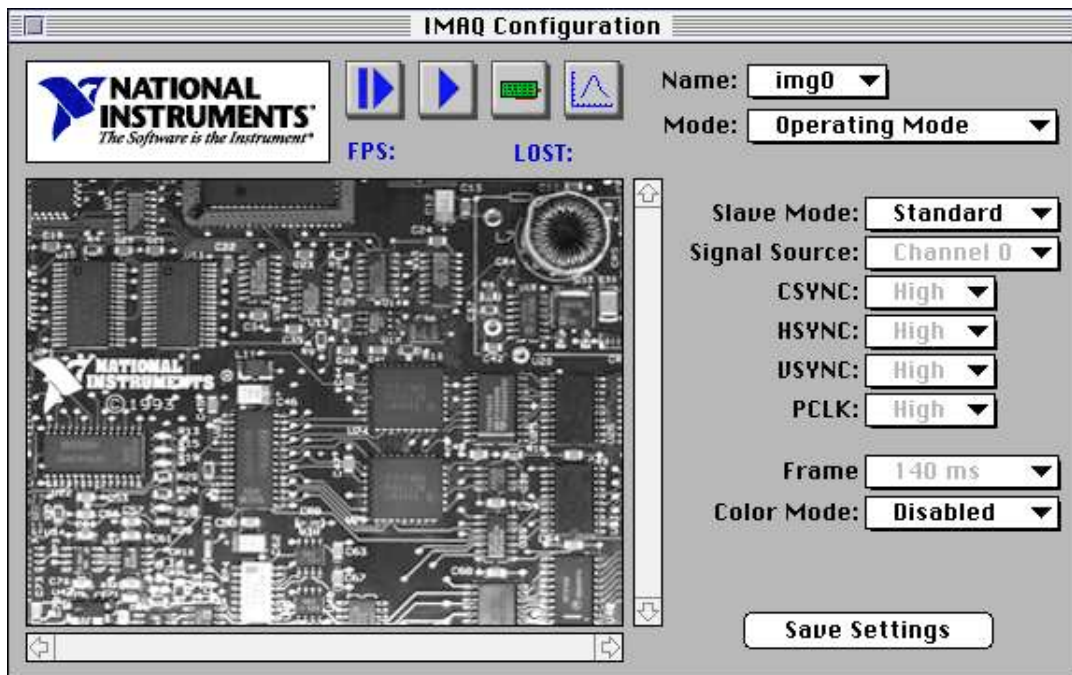 IMAQ Configuration
NATIONAL
INSTRUMENTS
The Software is the Instrument
Name: img0
Mode: Operating Mode
FPS:
LOST:
Slave Mode: Standard
Signal Source: Channel 0
CSYNC: High
HSYNC: High
VSYNC: High
PCLK: High
Frame 140 ms
Color Mode: Disabled
NATIONAL
INSTRUMENTS ®
©1993
Save Settings